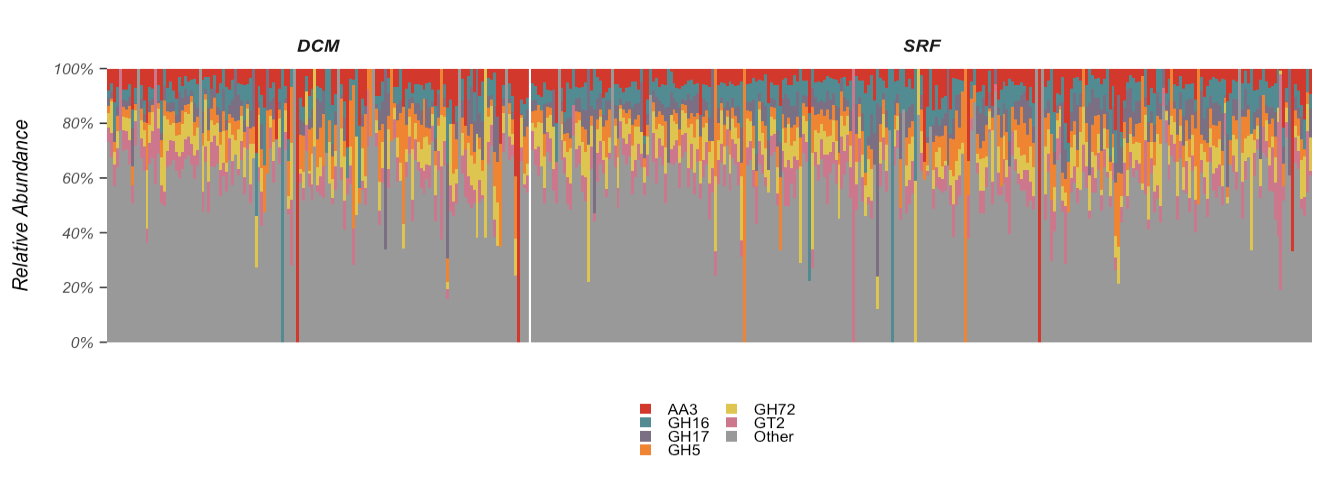 DCM SRF
Relative Abundance
100%
80%
60%
40%
20%
0%
AA3 GH72
GH16 GT2
GH17 Other
GH5